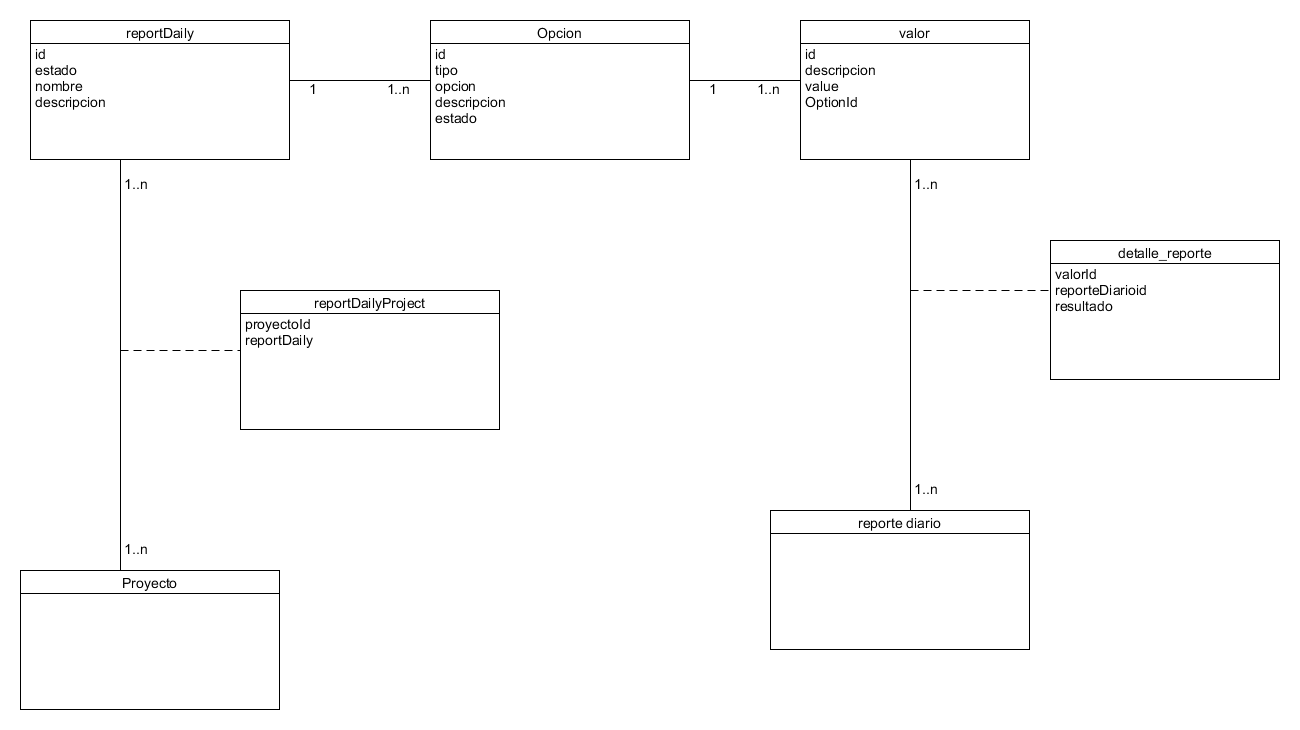 reportDaily
id
estado
nombre
descripcion
1
1..n
Opcion
id
tipo
opcion
descripcion
estado
1
1..n
valor
id
descripcion
value
OptionId
1..n
1..n
detalle_reporte
valorId
reporteDiarioid
resultado
reportDailyProject
proyectoId
reportDaily
1..n
reporte diario
1..n
Proyecto